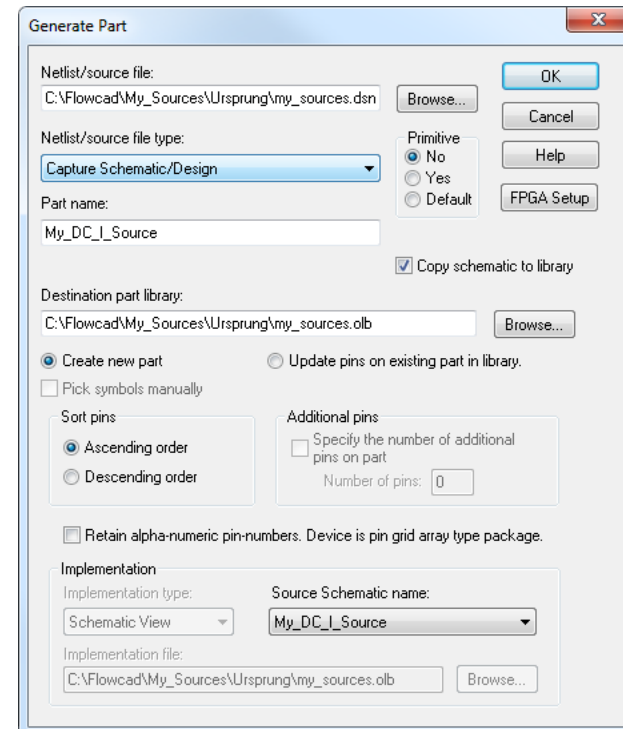 Generate Part
Netlist/source file:
OK
C:\Flowcad\My_Sources\Ursprung\my_sources.dsn
Browse...
Cancel
Netlist/source file type:
Primitive
Capture Schematic/Design
No
Help
Yes
Part name:
Default
FPGA Setup
My_DC_I_Source
Copy schematic to library
Destination part library:
C:\Flowcad\My_Sources\Ursprung\my_sources.olb
Browse...
Create new part
Update pins on existing part in library.
Pick symbols manually
Sort pins
Additional pins
Ascending order
Specify the number of additional
pins on part
Descending order
Number of pins: 0
Retain alpha-numeric pin-numbers. Device is pin grid array type package.
Implementation
Implementation type:
Source Schematic name:
Schematic View
My_DC_I_Source
Implementation file:
C:\Flowcad\My_Sources\Ursprung\my_sources.olb
Browse...